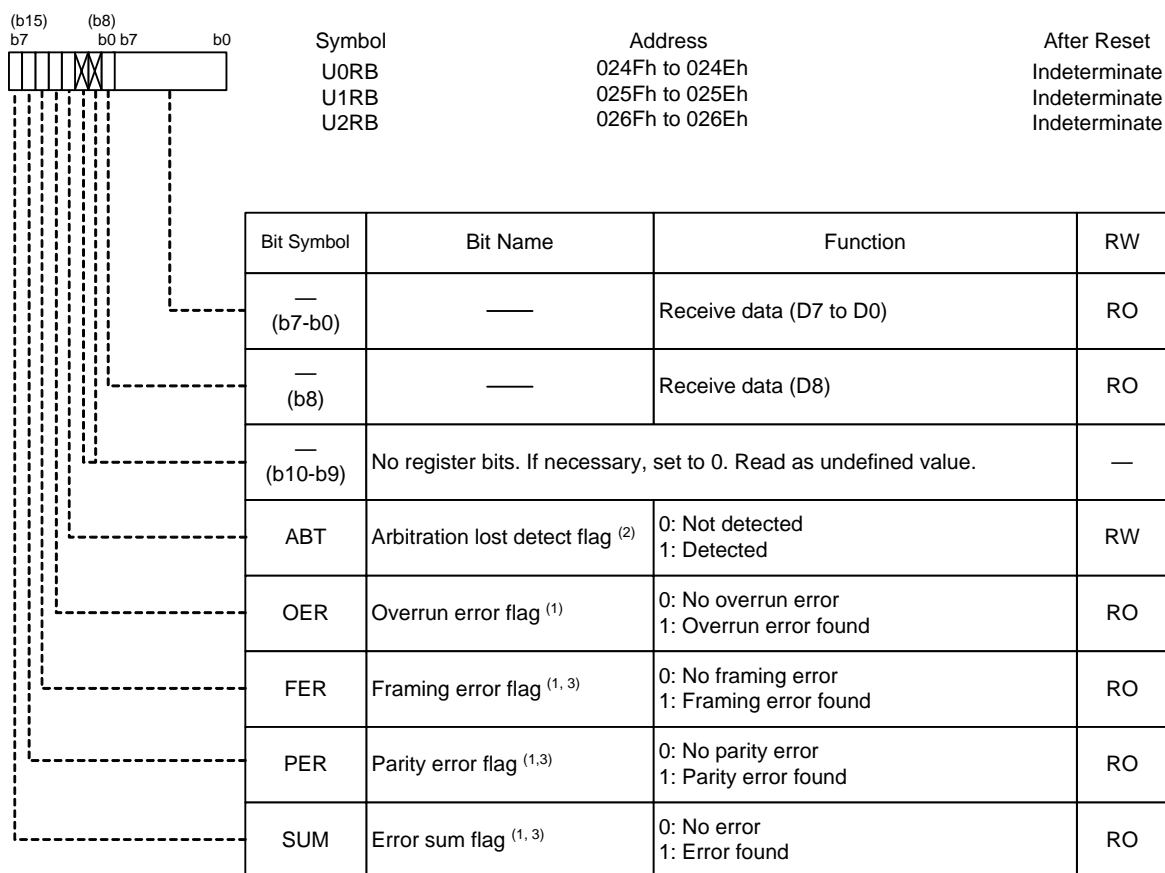 (b15) (b8)
b7 b0 b7 b0
Symbol Address After Reset
U0RB 024Fh to 024Eh Indeterminate
U1RB 025Fh to 025Eh Indeterminate
U2RB 026Fh to 026Eh Indeterminate
Bit Symbol Bit Name Function RW
—
(b7-b0) —— Receive data (D7 to D0) RO
—
(b8) —— Receive data (D8) RO
—
(b10-b9) No register bits. If necessary, set to 0. Read as undefined value. —
ABT Arbitration lost detect flag (2) 0: Not detected
1: Detected RW
OER Overrun error flag (1) 0: No overrun error
1: Overrun error found RO
FER Framing error flag (1, 3) 0: No framing error
1: Framing error found RO
PER Parity error flag (1,3) 0: No parity error
1: Parity error found RO
SUM Error sum flag (1, 3) 0: No error
1: Error found RO